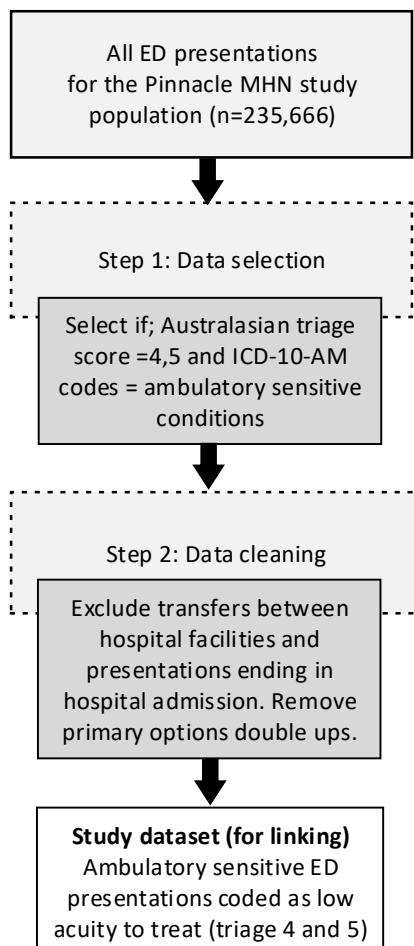 All ED presentations
for the Pinnacle MHN study
population (n=235,666)
Step 1: Data selection
Select if; Australasian triage
score =4,5 and ICD-10-AM
codes = ambulatory sensitive
conditions
Step 2: Data cleaning
Exclude transfers between
hospital facilities and
presentations ending in
hospital admission. Remove
primary options double ups.
Study dataset (for linking)
Ambulatory sensitive ED
presentations coded as low
acuity to treat (triage 4 and 5)